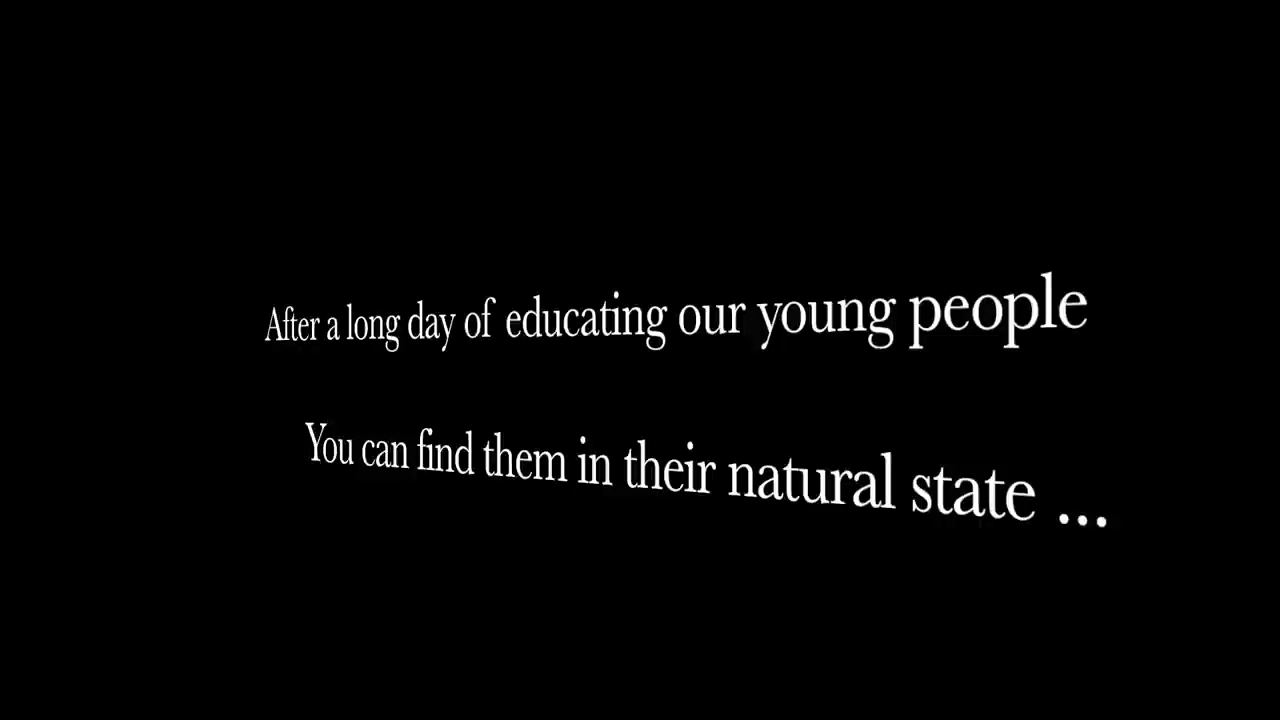 After a long day of educating our young people
You can find them in their natural state ...